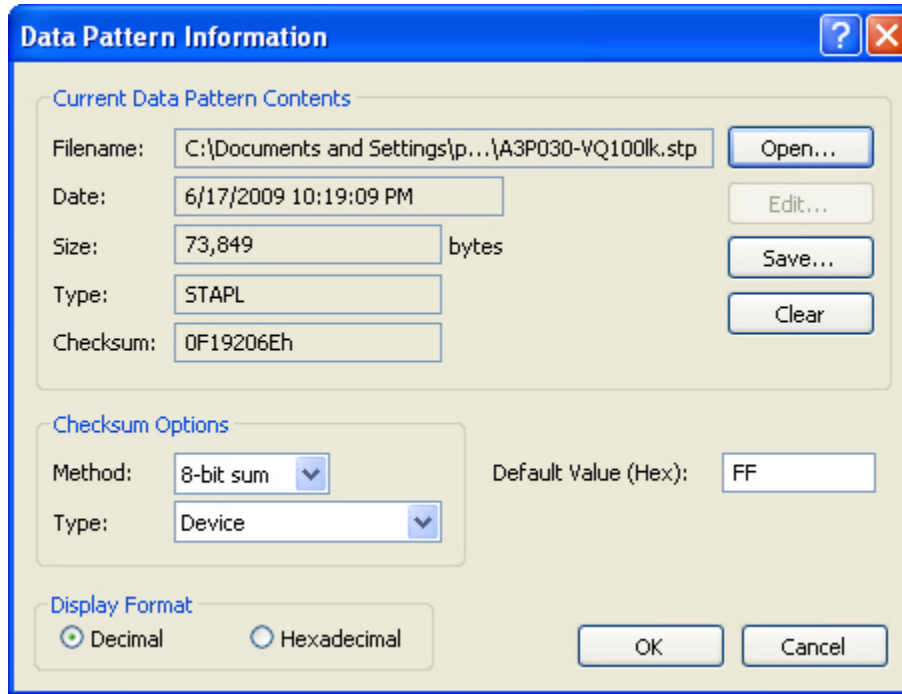 Data Pattern Information
Current Data Pattern Contents
Filename: C:\Documents and Settings\p...\A3P030-VQ100lk.stp Open...
Date: 6/17/2009 10:19:09 PM Edit...
Size: 73,849 bytes Save...
Type: STAPL Clear
Checksum: 0F19206Eh
Checksum Options
Method: 8-bit sum Default Value (Hex): FF
Type: Device
Display Format
Decimal Hexadecimal OK Cancel